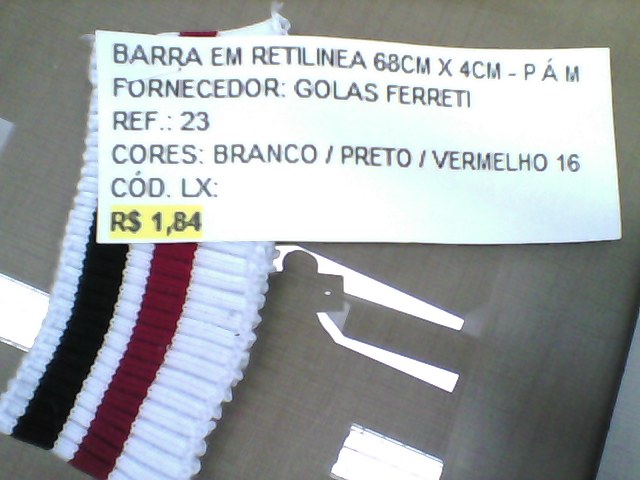 BARRA EM RETILINEA 68CM X 4CM - P Á M
FORNECEDOR: GOLAS FERRETI
REF.: 23
CORES: BRANCO / PRETO / VERMELHO 16
CÓD. LX:
R$ 1,84